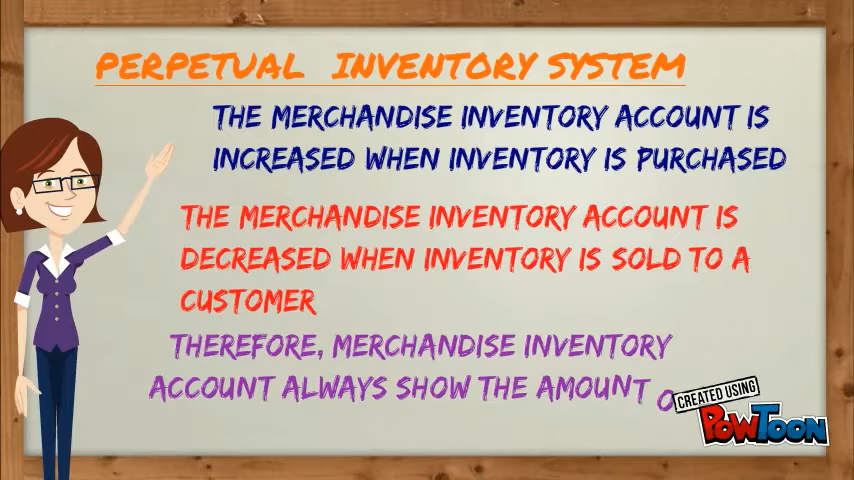 PERPETUAL INVENTORY SYSTEM
THE MERCHANDISE INVENTORY ACCOUNT IS
INCREASED WHEN INVENTORY IS PURCHASED
THE MERCHANDISE INVENTORY ACCOUNT IS
DECREASED WHEN INVENTORY IS SOLD TO A
CUSTOMER
THEREFORE, MERCHANDISE INVENTORY
ACCOUNT ALWAYS SHOW THE AMOUNT
CREATED USING
POWTOON